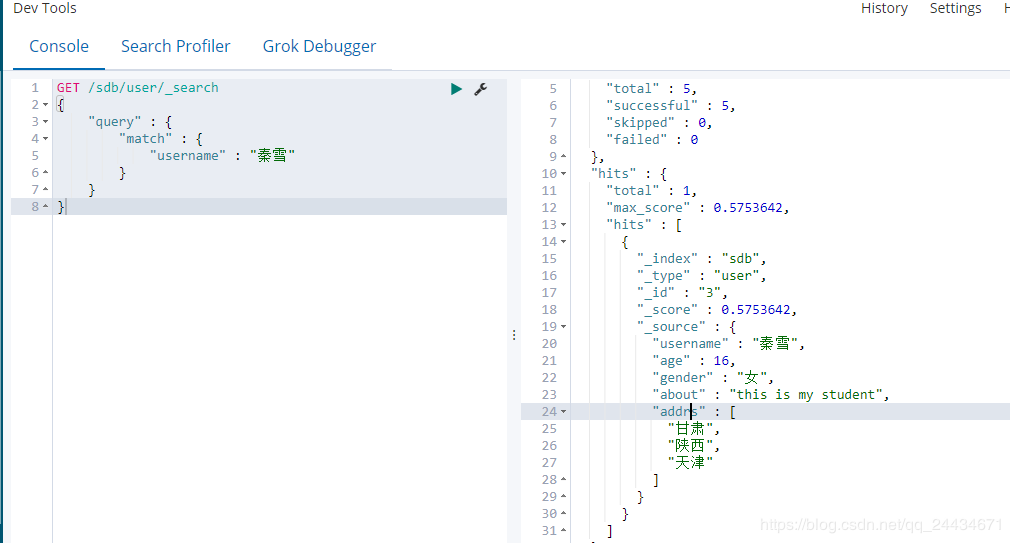 Dev Tools
History Settings H
Console Search Profiler Grok Debugger
1 GET /sdb/user/_search
2 {
3 "query" : {
4 "match" : {
5 "username" : "秦雪"
6 }
7 }
8 }
5 "total" : 5,
6 "successful" : 5,
7 "skipped" : 0,
8 "failed" : 0
9 },
10 "hits" : {
11 "total" : 1,
12 "max_score" : 0.5753642,
13 "hits" : [
14 {
15 "_index" : "sdb",
16 "_type" : "user",
17 "_id" : "3",
18 "_score" : 0.5753642,
19 "_source" : {
20 "username" : "秦雪",
21 "age" : 16,
22 "gender" : "女",
23 "about" : "this is my student",
24 "addrs" : [
25 "甘肃",
26 "陕西",
27 "天津"
28 ]
29 }
30 }
31 ]
https://blog.csdn.net/qq_24434671